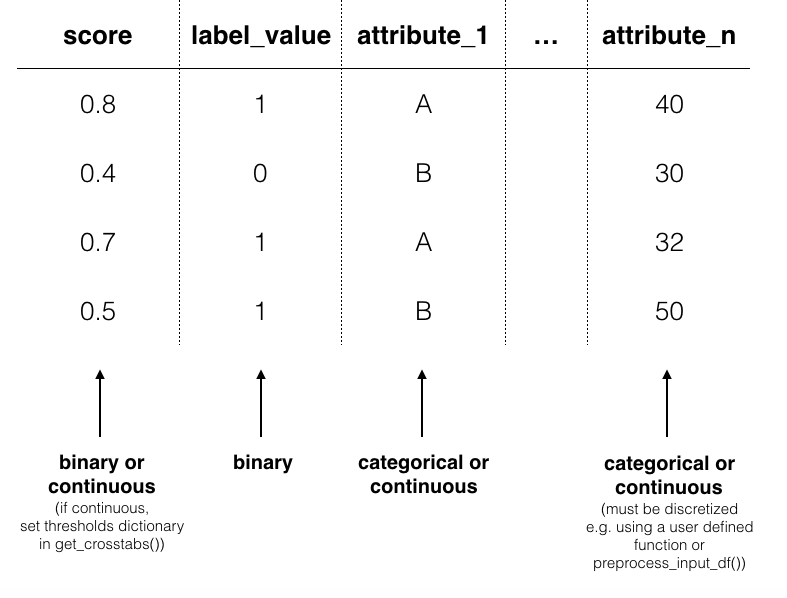 score label_value attribute_1 ... attribute_n
0.8 1 A 40
0.4 0 B 30
0.7 1 A 32
0.5 1 B 50
binary or continuous
(if continuous,
set thresholds dictionary
in get_crosstabs())
binary
categorical or
continuous
categorical or
continuous
(must be discretized
e.g. using a user defined
function or
preprocess_input_df())